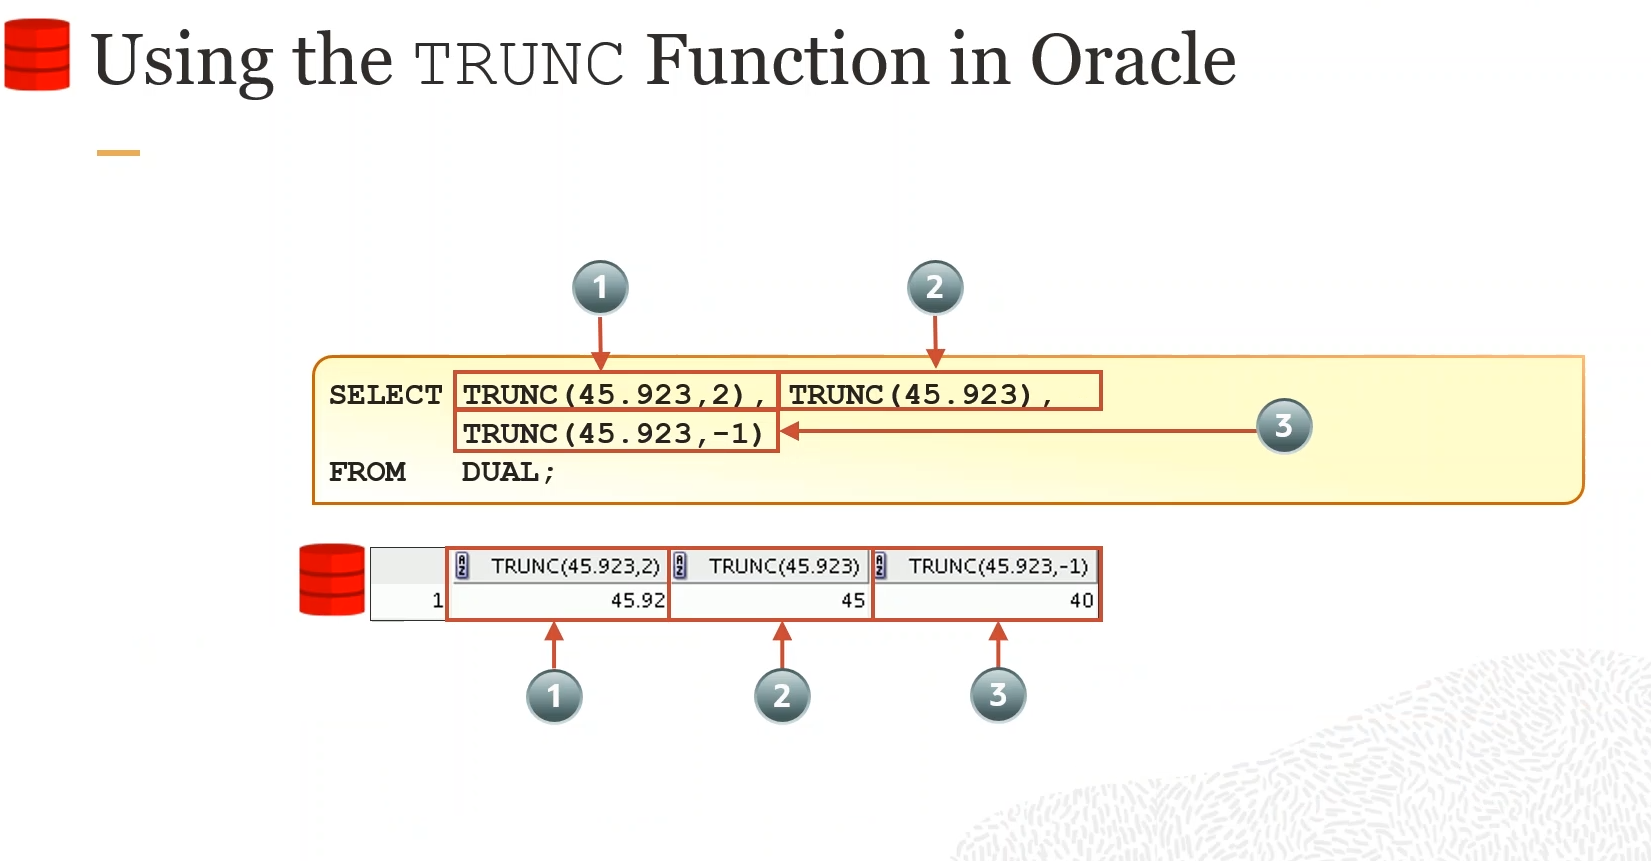 Using the TRUNC Function in Oracle
1 2
SELECT TRUNC(45.923,2), TRUNC(45.923),
TRUNC(45.923,-1) 3
FROM DUAL;
TRUNC(45.923,2) TRUNC(45.923) TRUNC(45.923,-1)
1 45.92 45 40
1 2 3